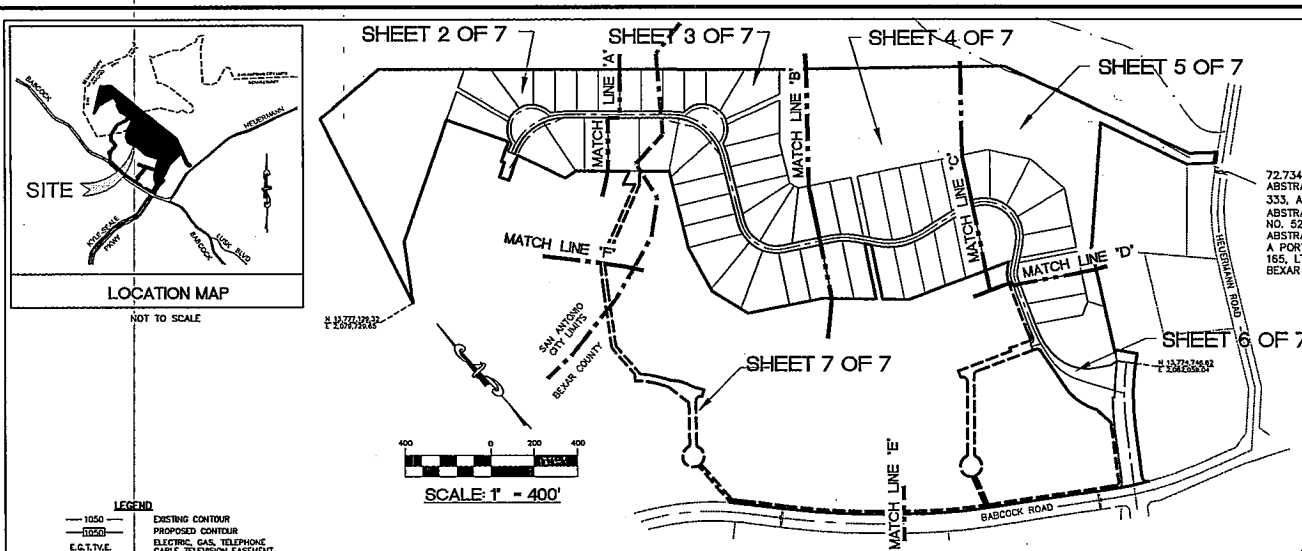 SHEET 2 OF 7
SHEET 3 OF 7
SHEET 4 OF 7
SHEET 5 OF 7
BABCOCK
HEUERMANN
SITE
KYLE-SEALE
PKWY
BABCOCK
LUSK BLVD
LOCATION MAP
NOT TO SCALE
MATCH LINE "A"
MATCH LINE "B"
MATCH LINE "C"
MATCH LINE "D"
MATCH LINE "F"
MATCH LINE "E"
SAN ANTONIO
CITY LIMITS
BEXAR COUNTY
SHEET 7 OF 7
SHEET 6 OF 7
HEUERMANN ROAD
BABCOCK ROAD
72.734
ABSTRA
333, A
ABSTRA
NO. 52
ABSTRA
A PORT
165, L
BEXAR
400 0 200 400
SCALE: 1" = 400'
LEGEND
1050 EXISTING CONTOUR
1050 PROPOSED CONTOUR
E.G.T.TV.E. ELECTRIC, GAS, TELEPHONE
CABLE TELEVISION EASEMENT